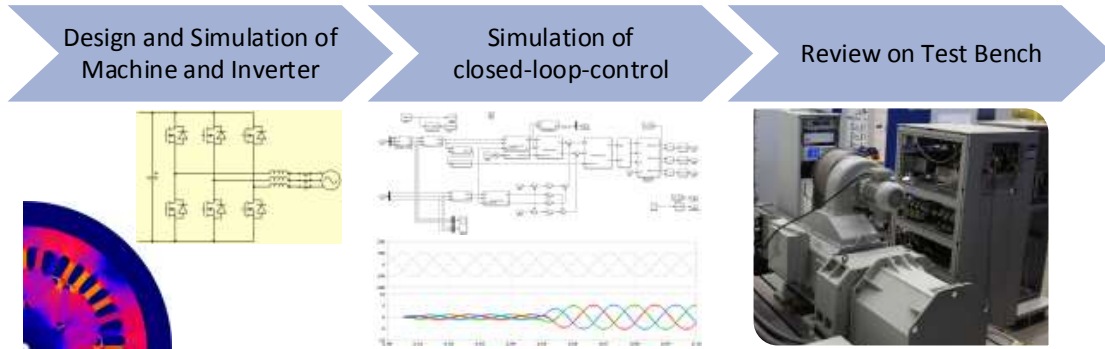 Design and Simulation of
Machine and Inverter
Simulation of
closed-loop-control
Review on Test Bench